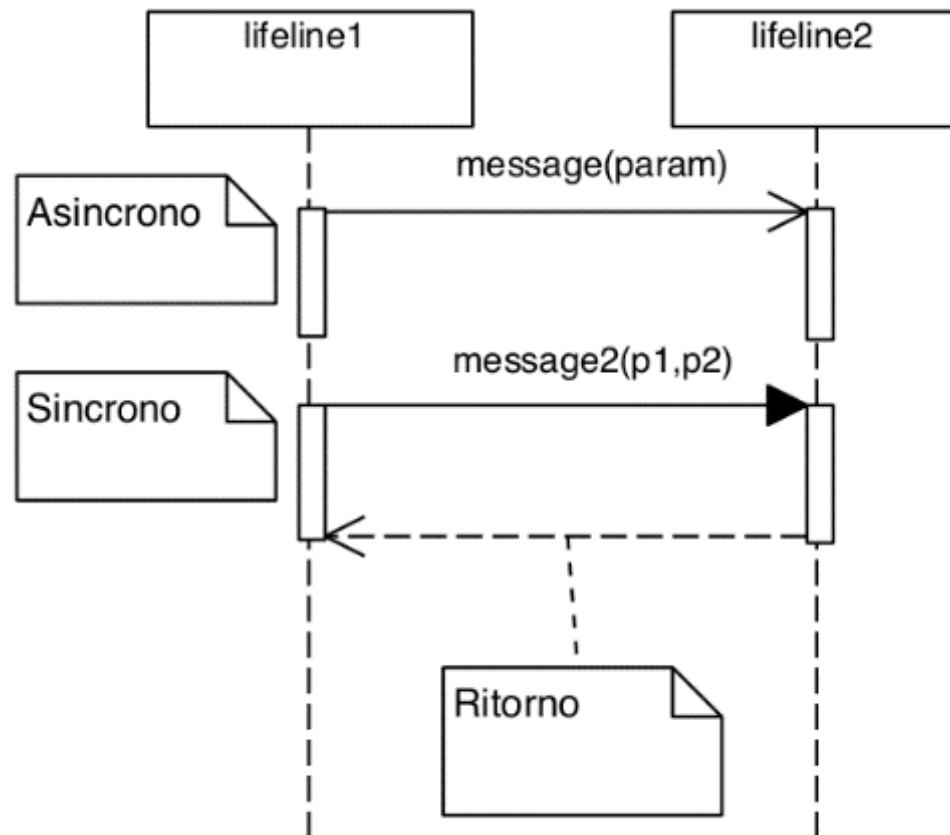 lifeline1
lifeline2
message(param)
Asincrono
message2(p1,p2)
Sincrono
Ritorno